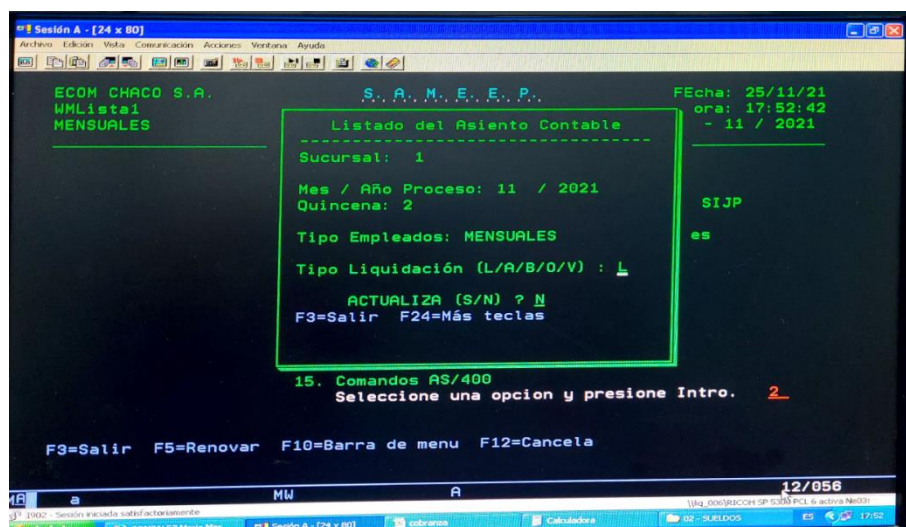 Sesión A - [24 x 80]
Archivo Edición Vista Comunicación Acciones Ventana Ayuda
ECOM CHACO S.A. S. A. M. E. E. P. FEcha: 25/11/21
WMLista1 ora: 17:52:42
MENSUALES Listado del Asiento Contable - 11 / 2021
Sucursal: 1
Mes / Año Proceso: 11 / 2021
Quincena: 2 SIJP
Tipo Empleados: MENSUALES es
Tipo Liquidación (L/A/B/O/V) : L
ACTUALIZA (S/N) ? N
F3=Salir F24=Más teclas
15. Comandos AS/400
Seleccione una opcion y presione Intro. 2
F3=Salir F5=Renovar F10=Barra de menu F12=Cancela
MA a MW A 12/056
1902 - Sesión iniciada satisfactoriamente
Sesión A - [24 x 80] cobranza Calculadora 02 - SUELDOS ES 17:52